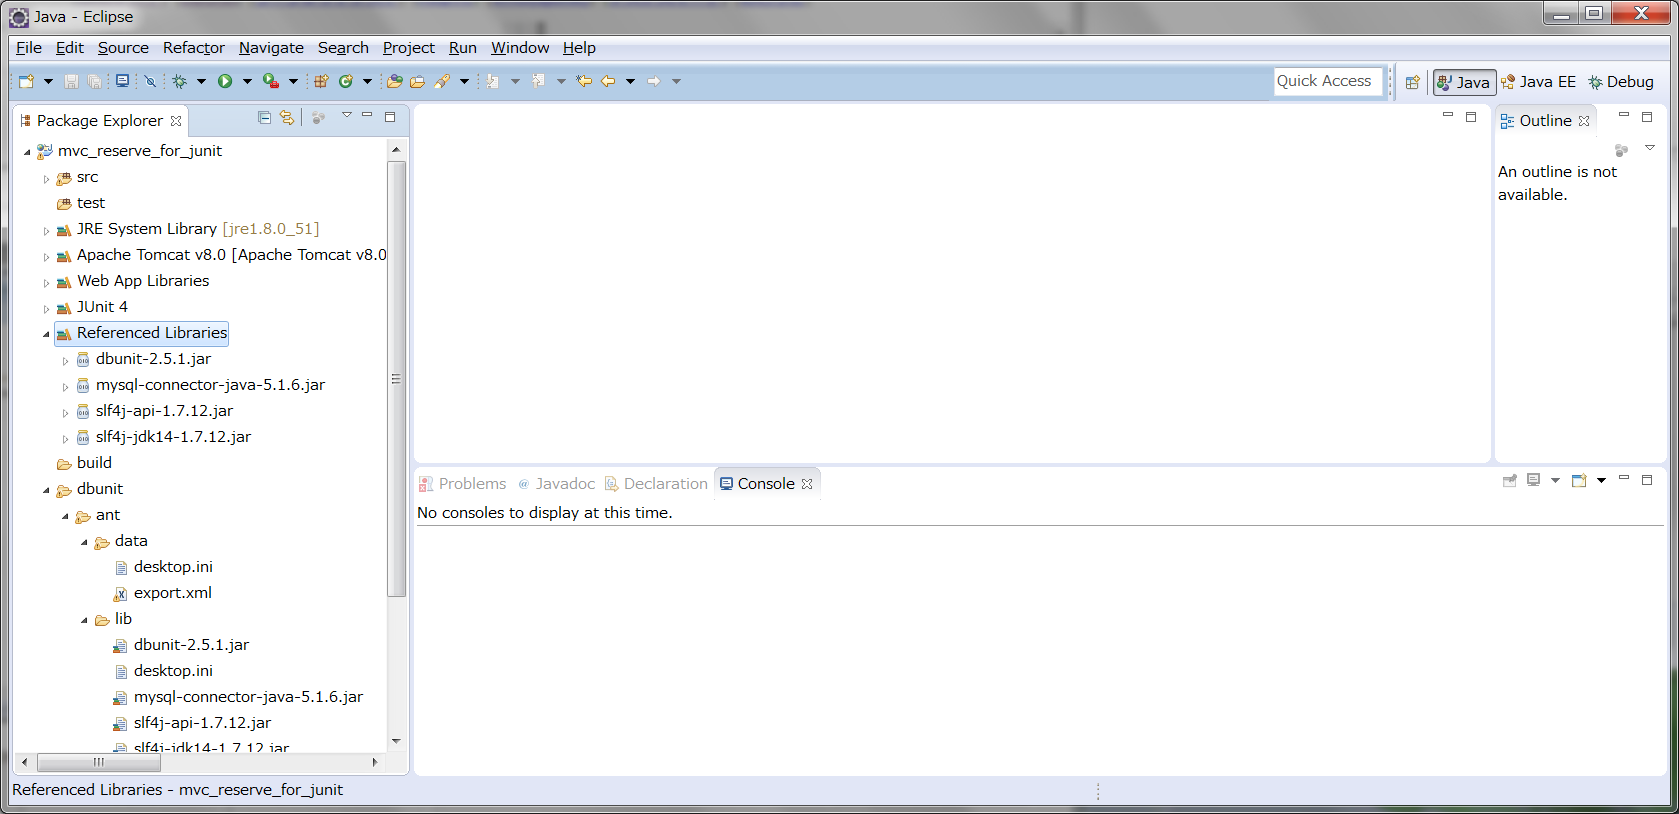 Java - Eclipse
File Edit Source Refactor Navigate Search Project Run Window Help
Quick Access
Java Java EE Debug
Package Explorer
mvc_reserve_for_junit
src
test
JRE System Library [jre1.8.0_51]
Apache Tomcat v8.0 [Apache Tomcat v8.0
Web App Libraries
JUnit 4
Referenced Libraries
dbunit-2.5.1.jar
mysql-connector-java-5.1.6.jar
slf4j-api-1.7.12.jar
slf4j-jdk14-1.7.12.jar
build
dbunit
ant
data
desktop.ini
export.xml
lib
dbunit-2.5.1.jar
desktop.ini
mysql-connector-java-5.1.6.jar
slf4j-api-1.7.12.jar
slf4j-jdk14-1.7.12.jar
Outline
An outline is not
available.
Problems @ Javadoc Declaration Console
No consoles to display at this time.
Referenced Libraries - mvc_reserve_for_junit